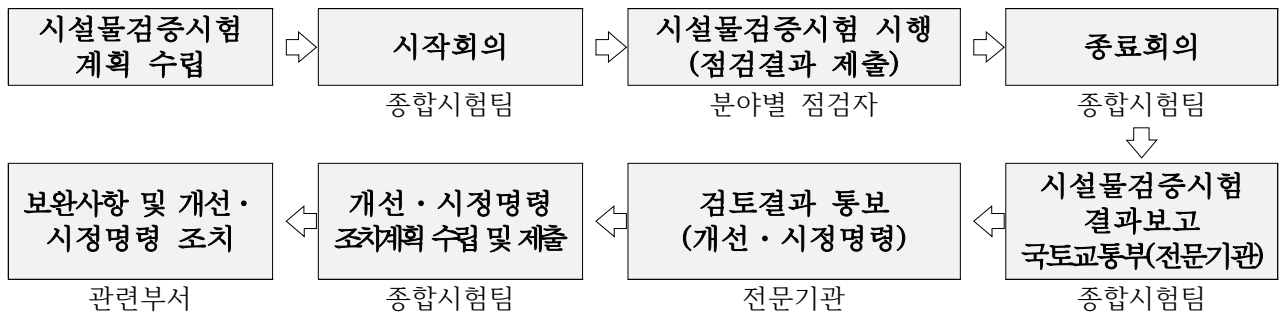 시설물검증시험
계획 수립
시작회의
종합시험팀
시설물검증시험 시행
(점검결과 제출)
분야별 점검자
종료회의
종합시험팀
시설물검증시험
결과보고
국토교통부(전문기관)
종합시험팀
검토결과 통보
(개선・시정명령)
전문기관
개선・시정명령
조치계획 수립 및 제출
종합시험팀
보완사항 및 개선・
시정명령 조치
관련부서